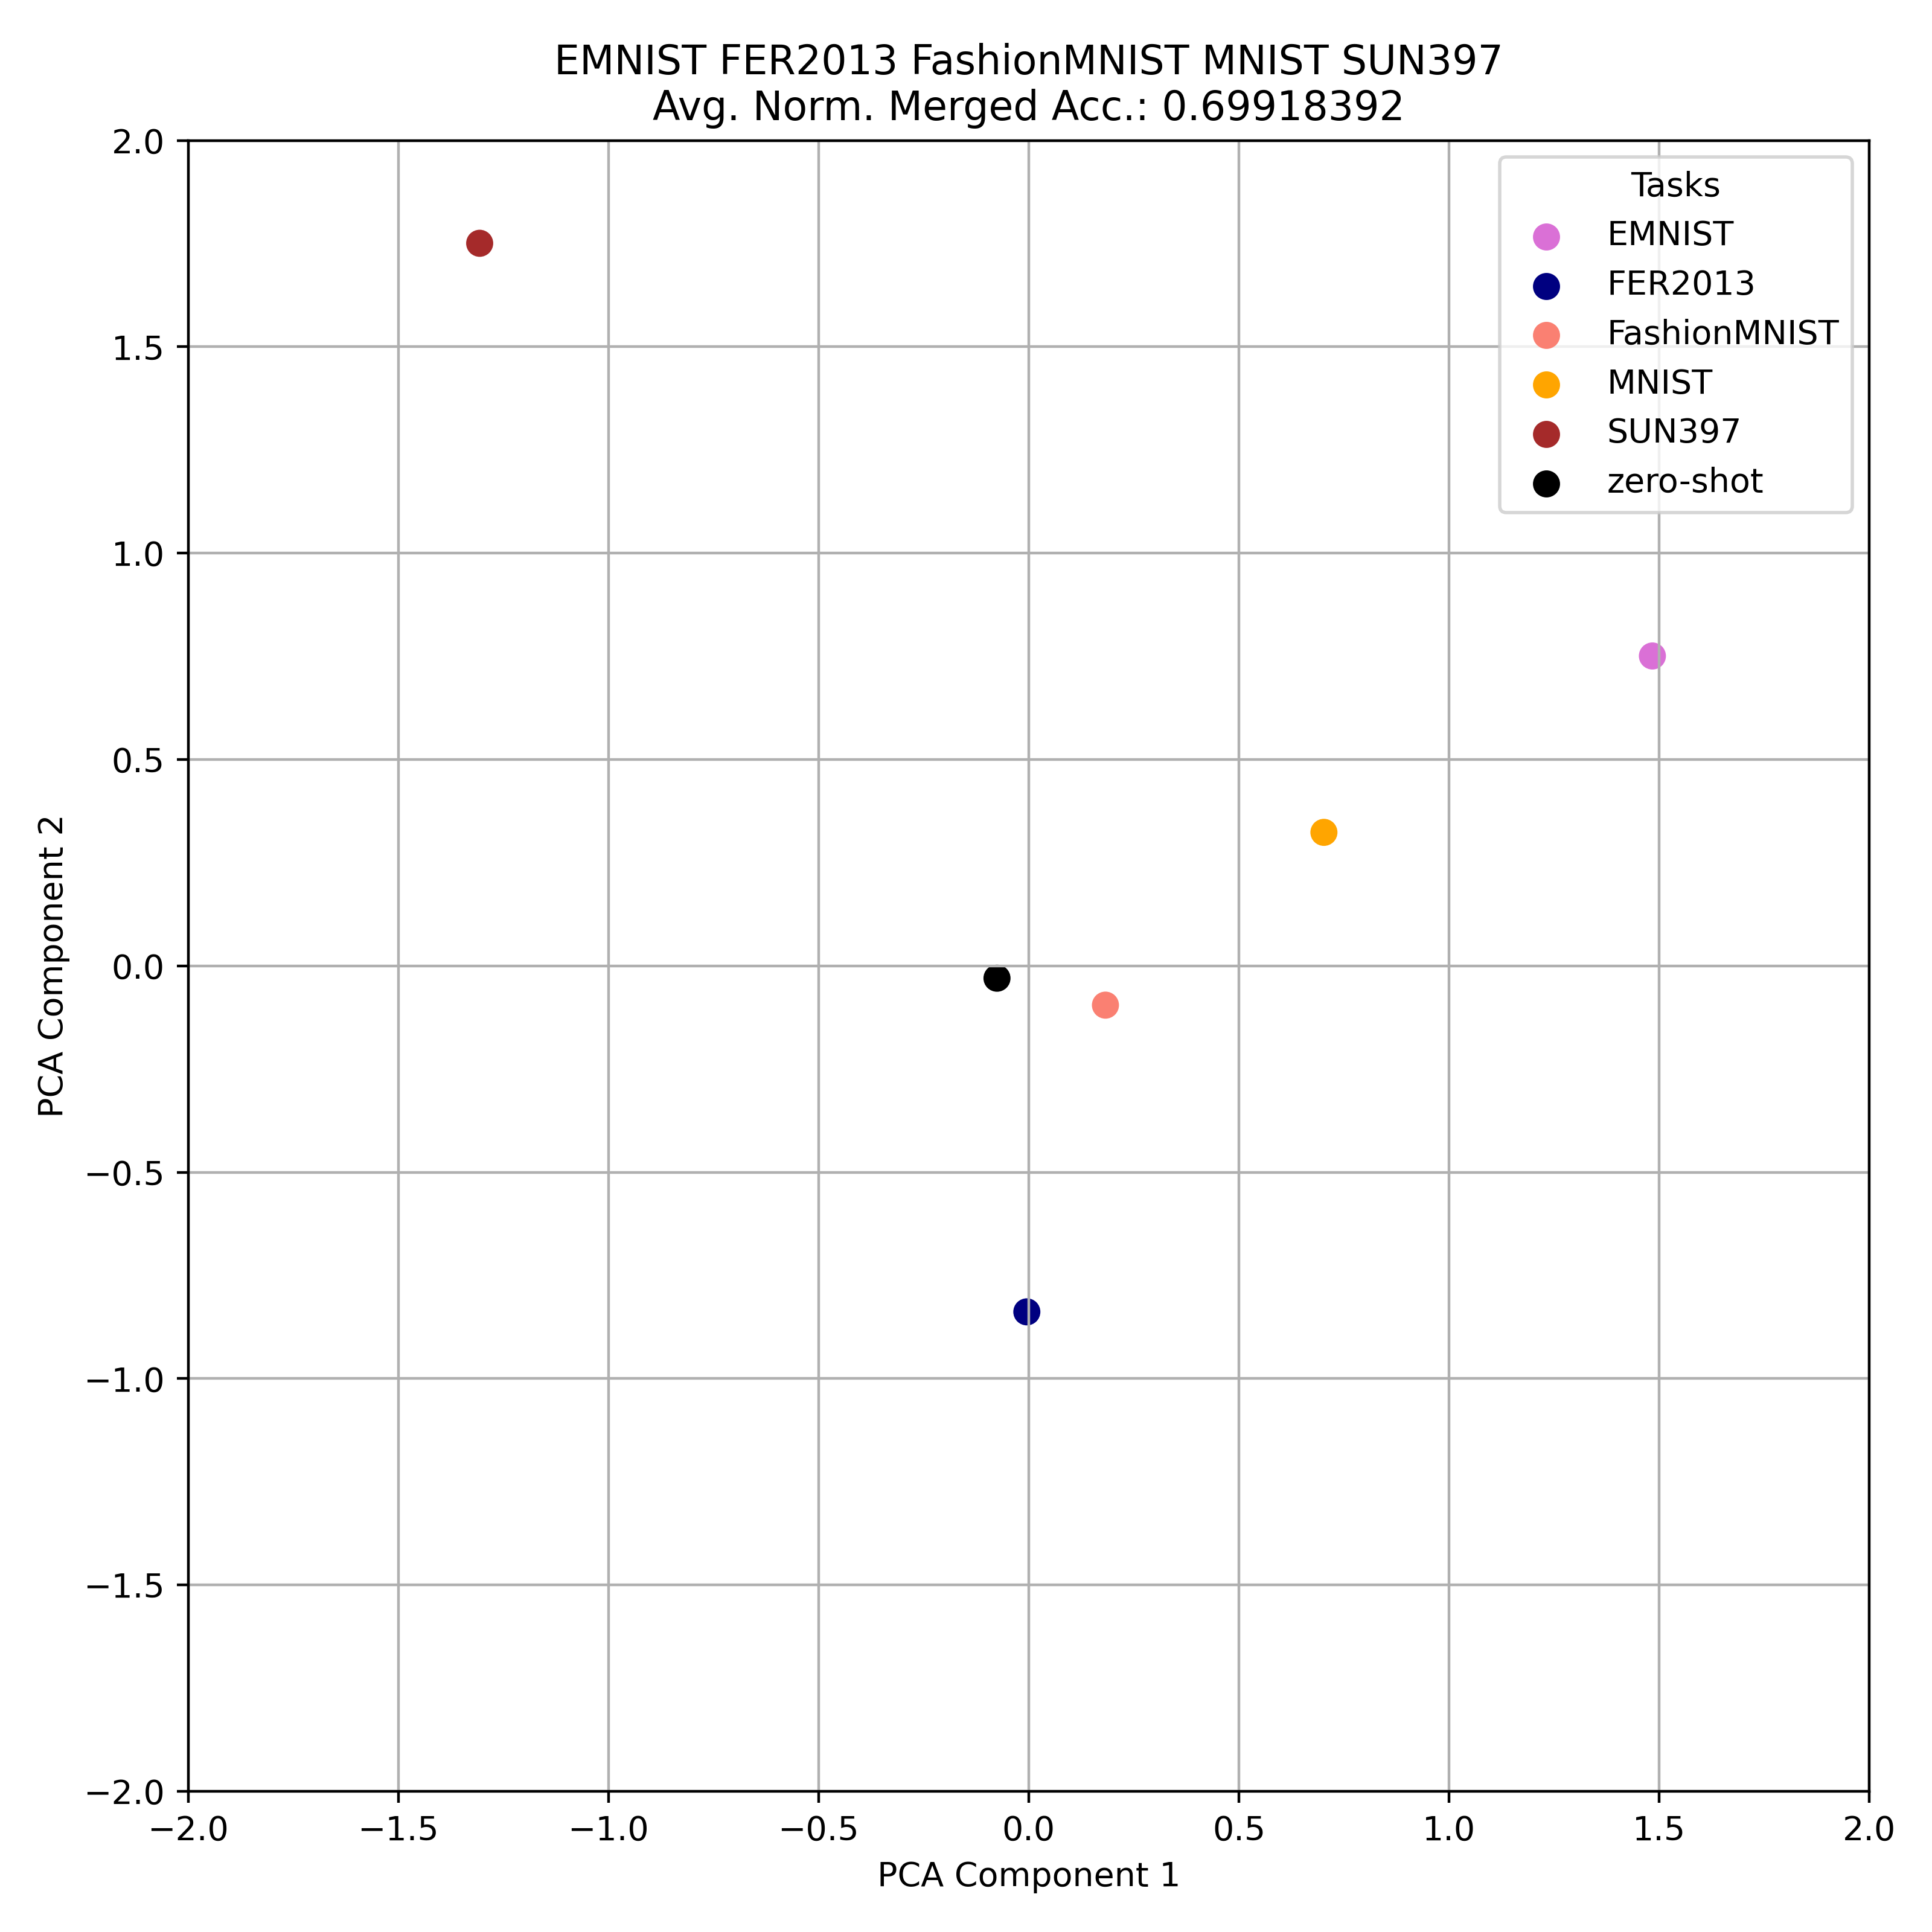 EMNIST FER2013 FashionMNIST MNIST SUN397
Avg. Norm. Merged Acc.: 0.69918392
Tasks
EMNIST
FER2013
FashionMNIST
MNIST
SUN397
zero-shot
PCA Component 2
2.0
1.5
1.0
0.5
0.0
−0.5
−1.0
−1.5
−2.0
−2.0 −1.5 −1.0 −0.5 0.0 0.5 1.0 1.5 2.0
PCA Component 1